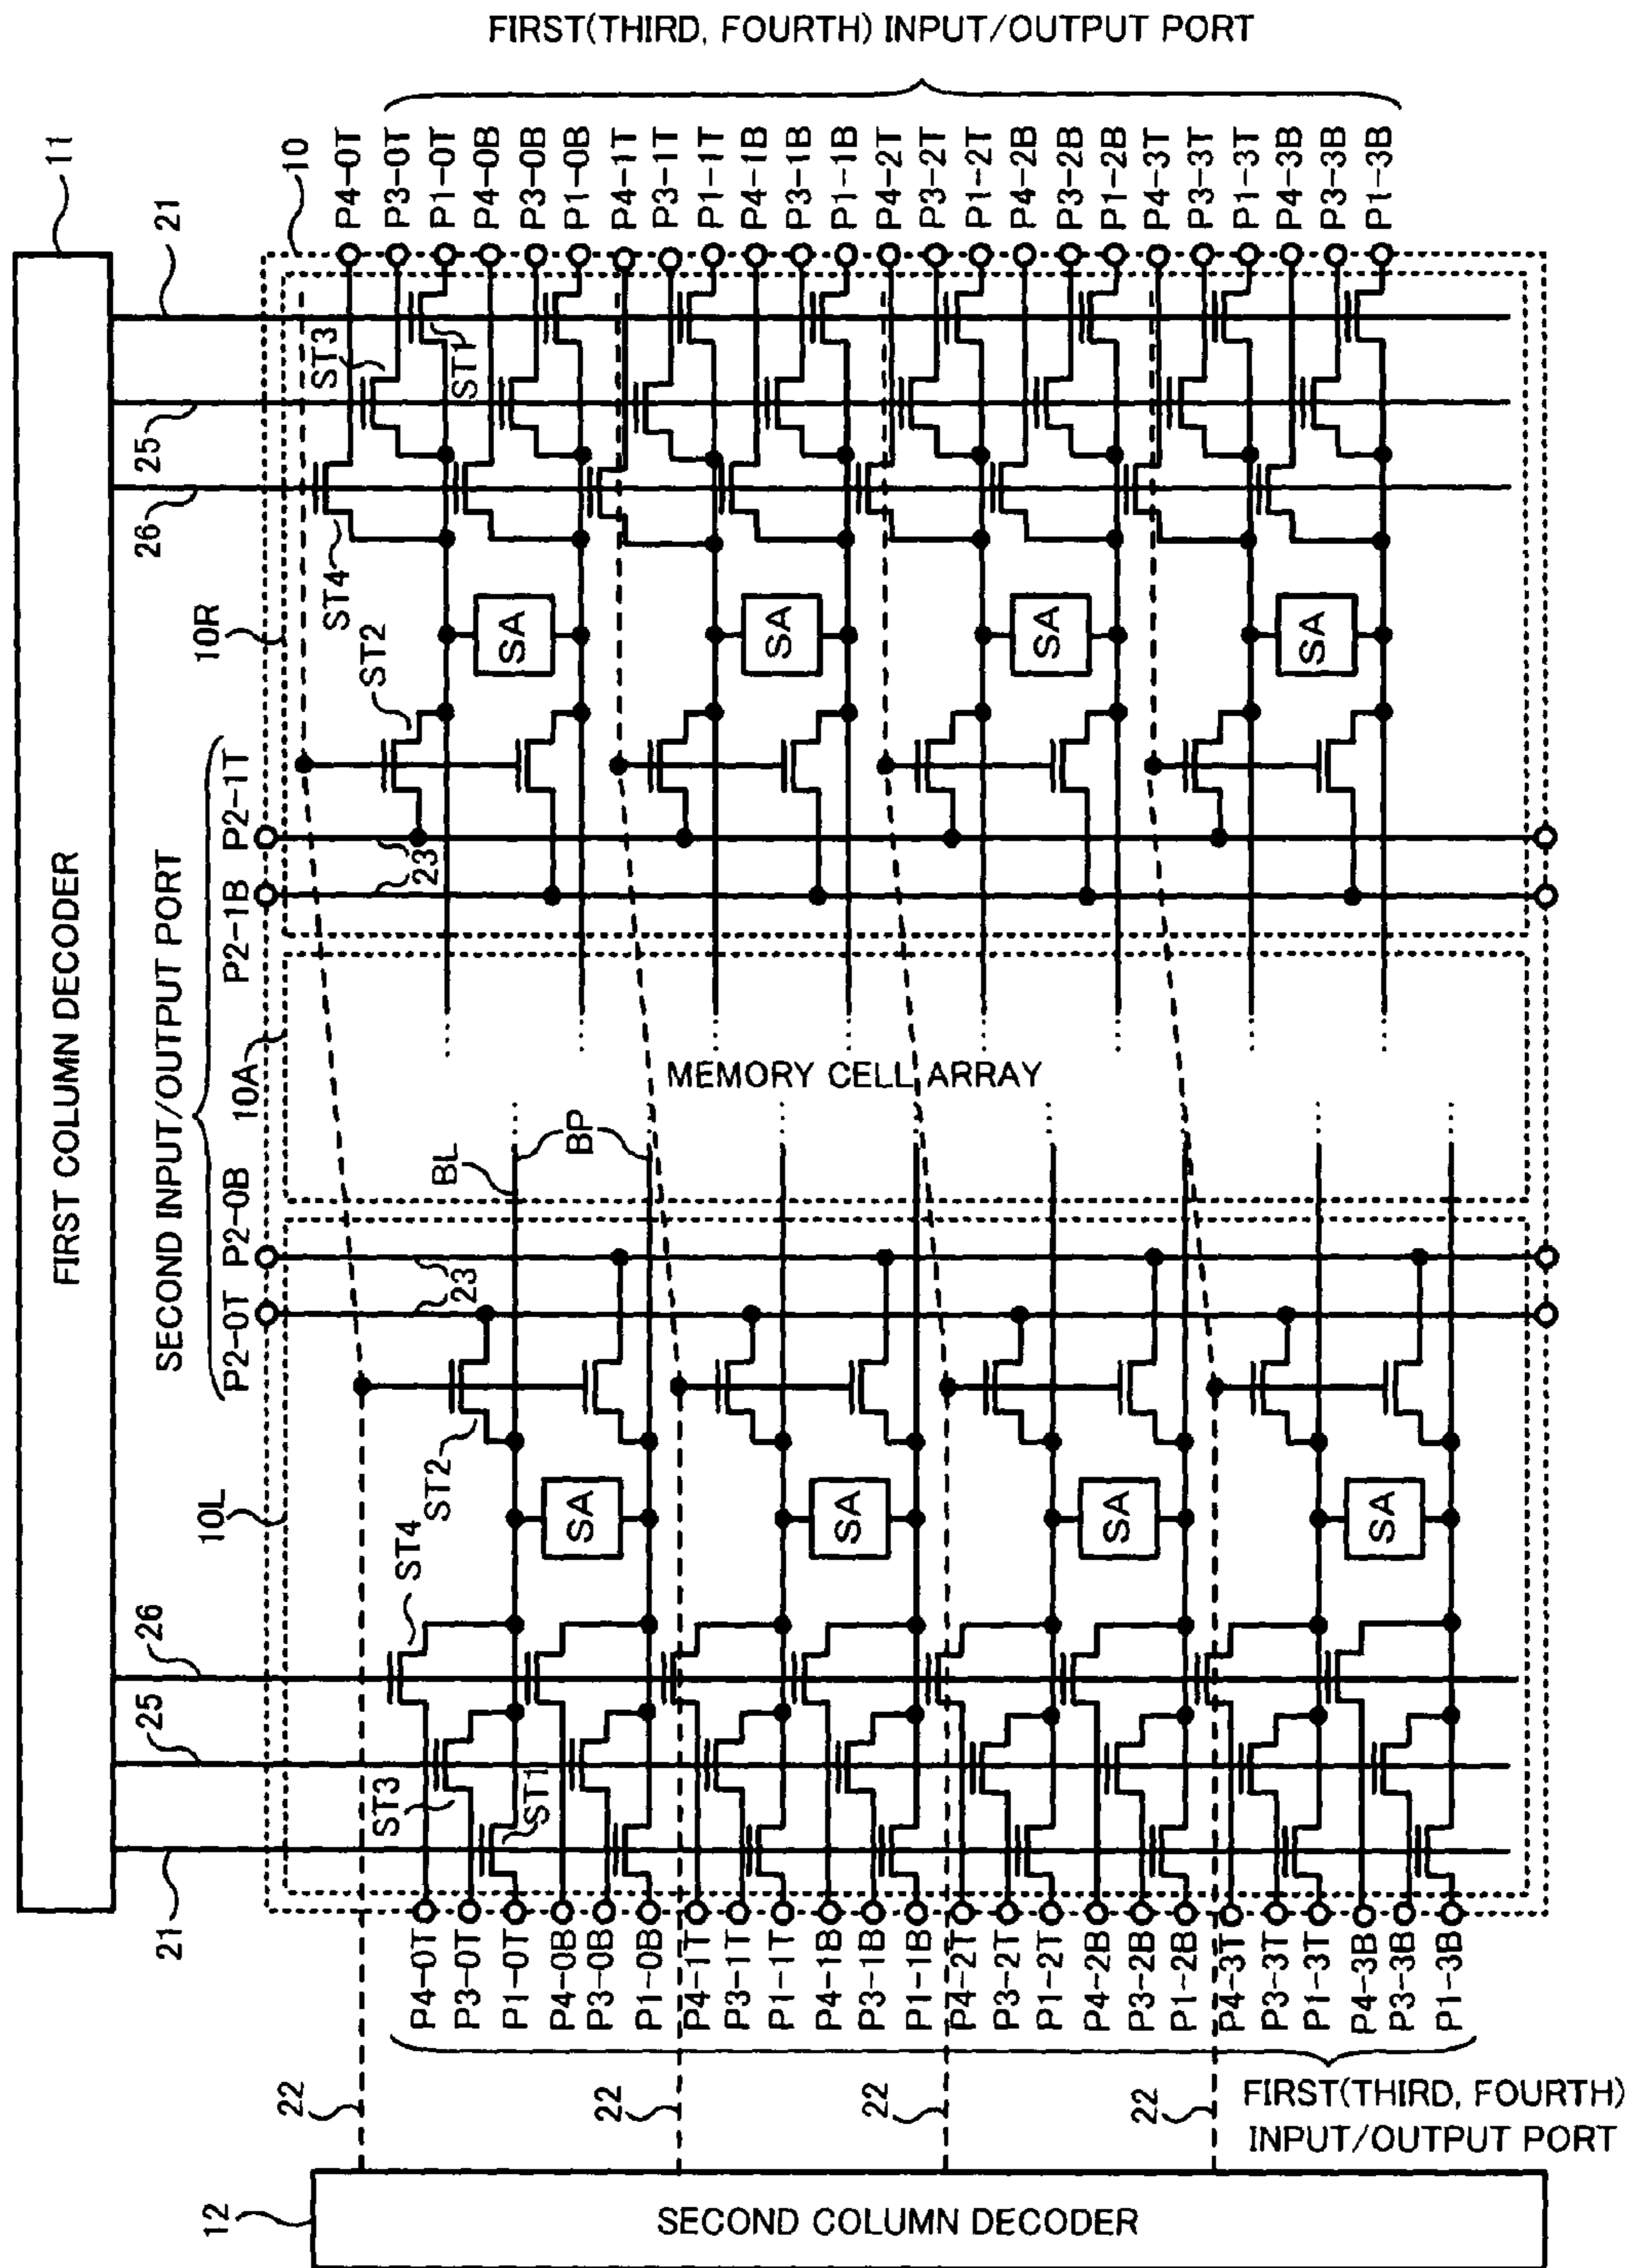 FIRST(THIRD, FOURTH) INPUT/OUTPUT PORT
11
FIRST COLUMN DECODER
10
21
25
26
P4-0T
P3-0T
P1-0T
P4-0B
P3-0B
P1-0B
P4-1T
P3-1T
P1-1T
P4-1B
P3-1B
P1-1B
P4-2T
P3-2T
P1-2T
P4-2B
P3-2B
P1-2B
P4-3T
P3-3T
P1-3T
P4-3B
P3-3B
P1-3B
ST3
ST1
ST4
10R
ST2
SA
SA
SA
SA
SECOND INPUT/OUTPUT PORT
P2-1T
P2-1B
23
10A
MEMORY CELL ARRAY
BL
BP
P2-0B
P2-0T
23
10L
ST2
ST4
SA
SA
SA
SA
26
25
21
ST3
ST1
P4-0T
P3-0T
P1-0T
P4-0B
P3-0B
P1-0B
P4-1T
P3-1T
P1-1T
P4-1B
P3-1B
P1-1B
P4-2T
P3-2T
P1-2T
P4-2B
P3-2B
P1-2B
P4-3T
P3-3T
P1-3T
P4-3B
P3-3B
P1-3B
22
22
22
22
FIRST(THIRD, FOURTH)
INPUT/OUTPUT PORT
12
SECOND COLUMN DECODER